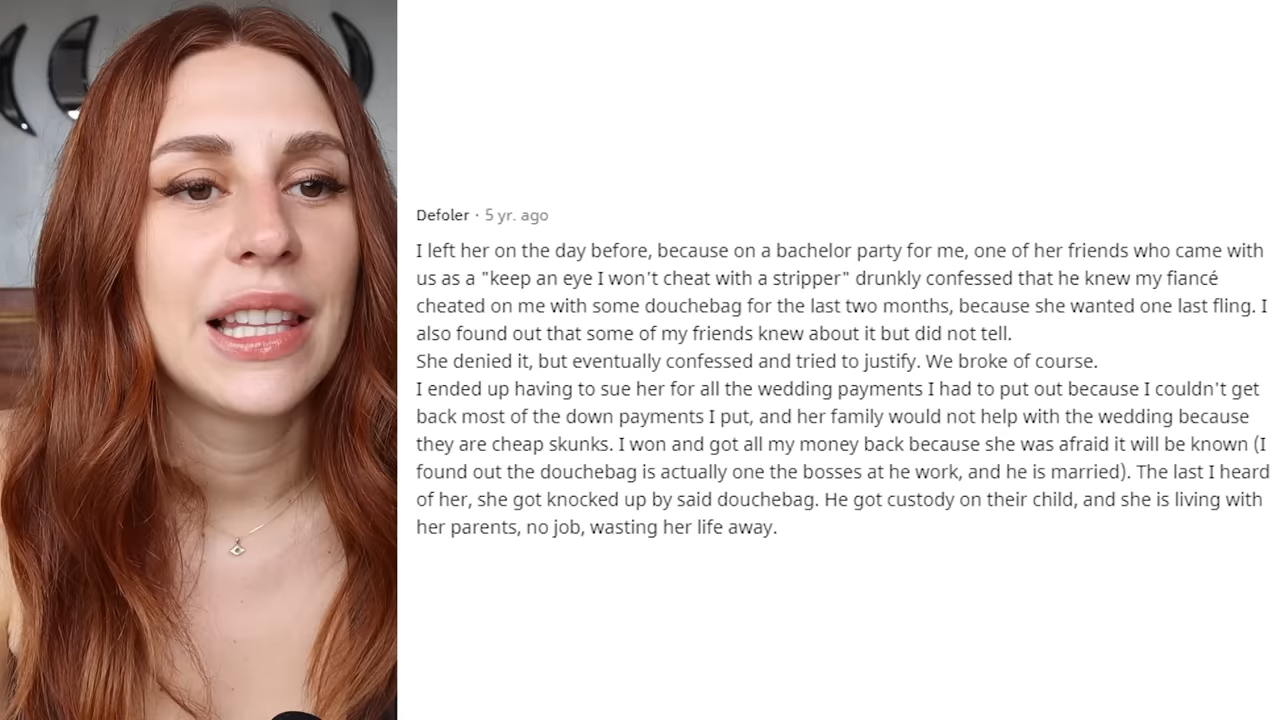 Defoler · 5 yr. ago
I left her on the day before, because on a bachelor party for me, one of her friends who came with
us as a "keep an eye I won't cheat with a stripper" drunkly confessed that he knew my fiancé
cheated on me with some douchebag for the last two months, because she wanted one last fling. I
also found out that some of my friends knew about it but did not tell.
She denied it, but eventually confessed and tried to justify. We broke of course.
I ended up having to sue her for all the wedding payments I had to put out because I couldn't get
back most of the down payments I put, and her family would not help with the wedding because
they are cheap skunks. I won and got all my money back because she was afraid it will be known (I
found out the douchebag is actually one the bosses at he work, and he is married). The last I heard
of her, she got knocked up by said douchebag. He got custody on their child, and she is living with
her parents, no job, wasting her life away.